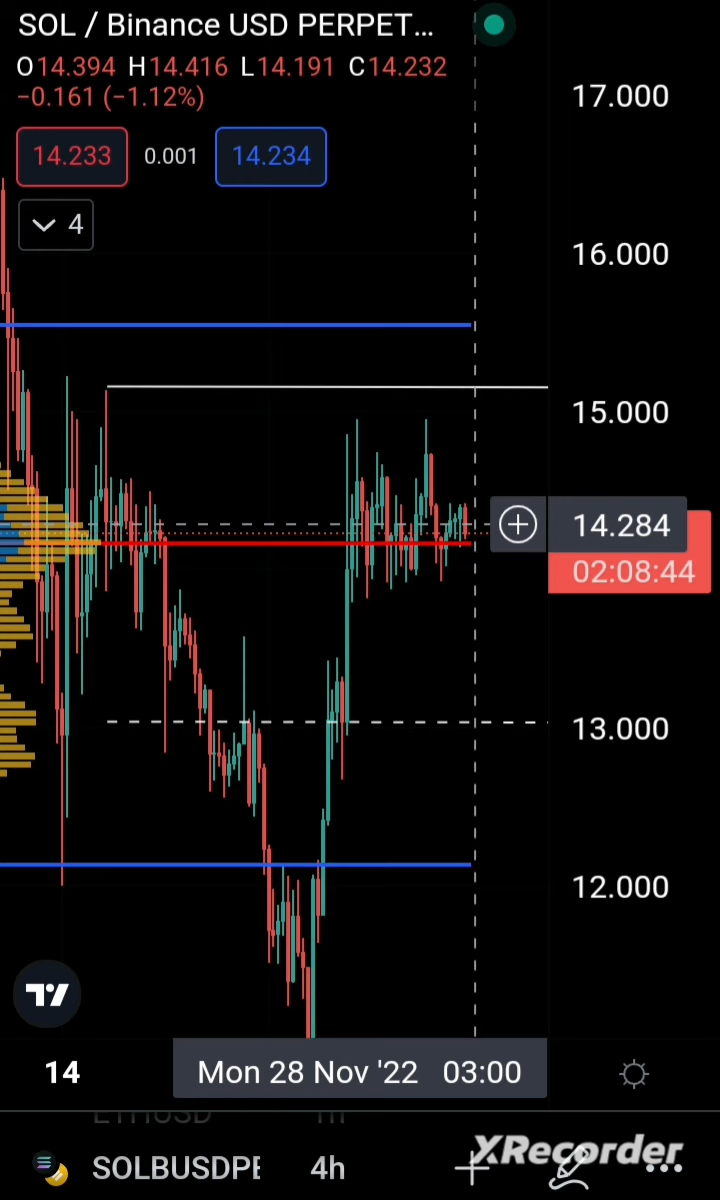 SOL / Binance USD PERPET...
O14.394 H14.416 L14.191 C14.232
−0.161 (−1.12%)
14.233 0.001 14.234
4
17.000
16.000
15.000
14.284
02:08:44
13.000
12.000
14 Mon 28 Nov '22 03:00
ETHUSD 1h
SOLBUSDPE 4h
XRecorder